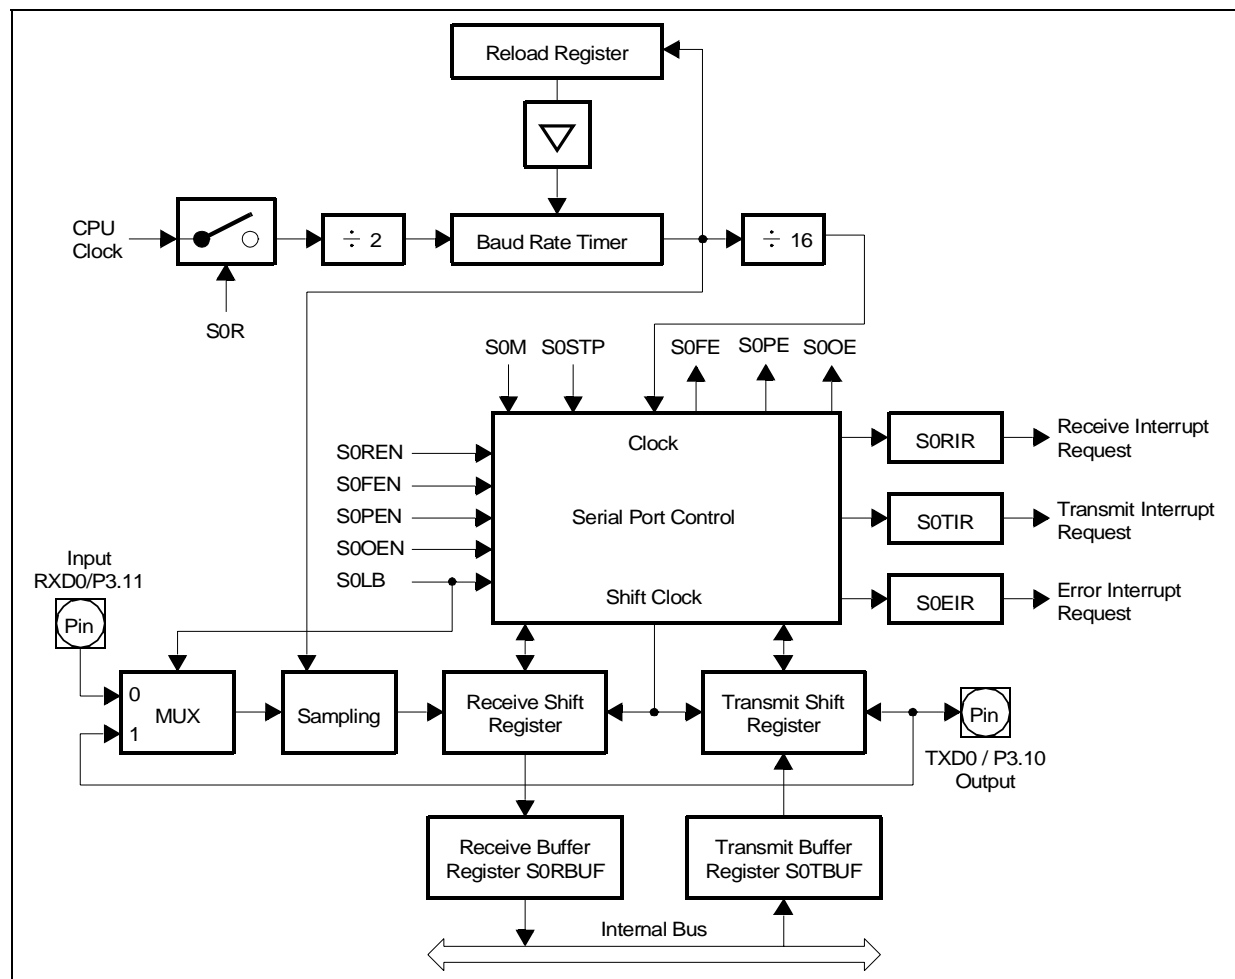 Reload Register
CPU
Clock
÷ 2
Baud Rate Timer
÷ 16
S0R
S0M
S0STP
S0FE
S0PE
S0OE
Clock
Serial Port Control
Shift Clock
S0REN
S0FEN
S0PEN
S0OEN
S0LB
S0RIR
Receive Interrupt
Request
S0TIR
Transmit Interrupt
Request
S0EIR
Error Interrupt
Request
Input
RXD0/P3.11
Pin
0
MUX
1
Sampling
Receive Shift
Register
Transmit Shift
Register
Pin
TXD0 / P3.10
Output
Receive Buffer
Register S0RBUF
Transmit Buffer
Register S0TBUF
Internal Bus